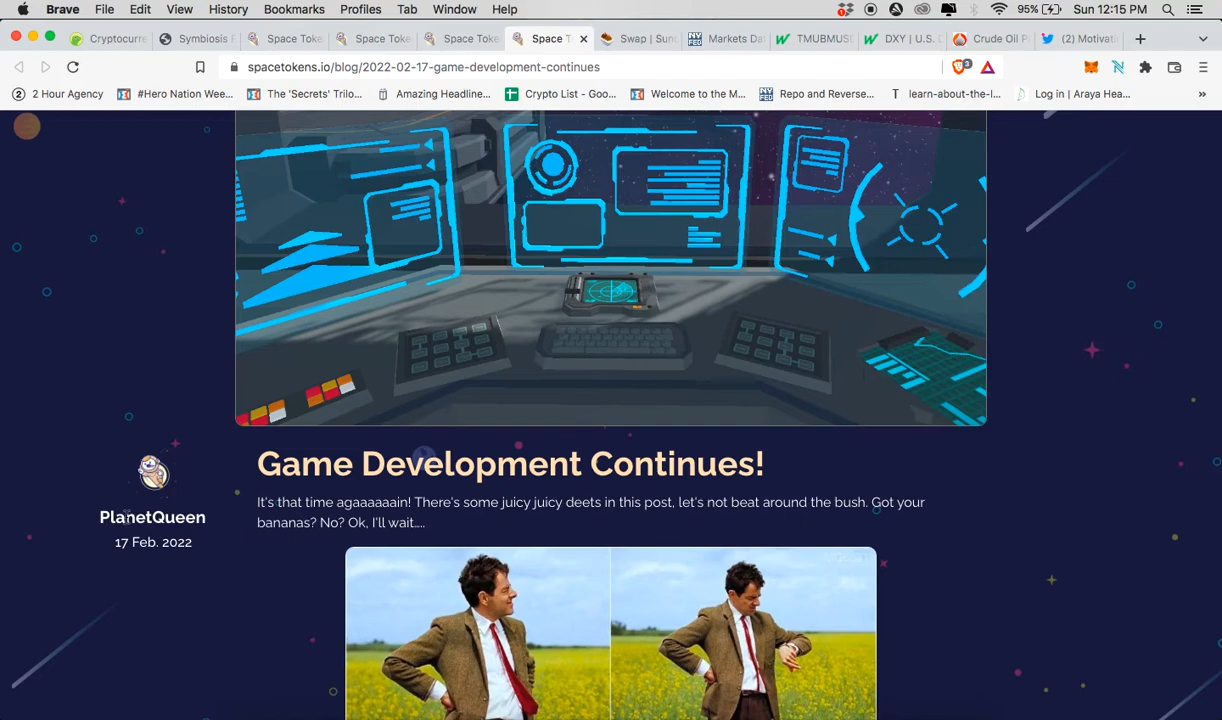 Brave File Edit View History Bookmarks Profiles Tab Window Help 95% Sun 12:15 PM
Cryptocurre Symbiosis F Space Toke Space Toke Space Toke Space T Swap | Sun Markets Da TMUBMUS DXY | U.S. D Crude Oil P (2) Motivat
spacetokens.io/blog/2022-02-17-game-development-continues 3
2 Hour Agency #Hero Nation Wee... The 'Secrets' Trilo... Amazing Headline... Crypto List - Goo... Welcome to the M... Repo and Reverse... learn-about-the-l... Log in | Araya Hea... »
Game Development Continues!
It's that time agaaaaaain! There's some juicy juicy deets in this post, let's not beat around the bush. Got your
bananas? No? Ok, I'll wait....
PlanetQueen
17 Feb. 2022